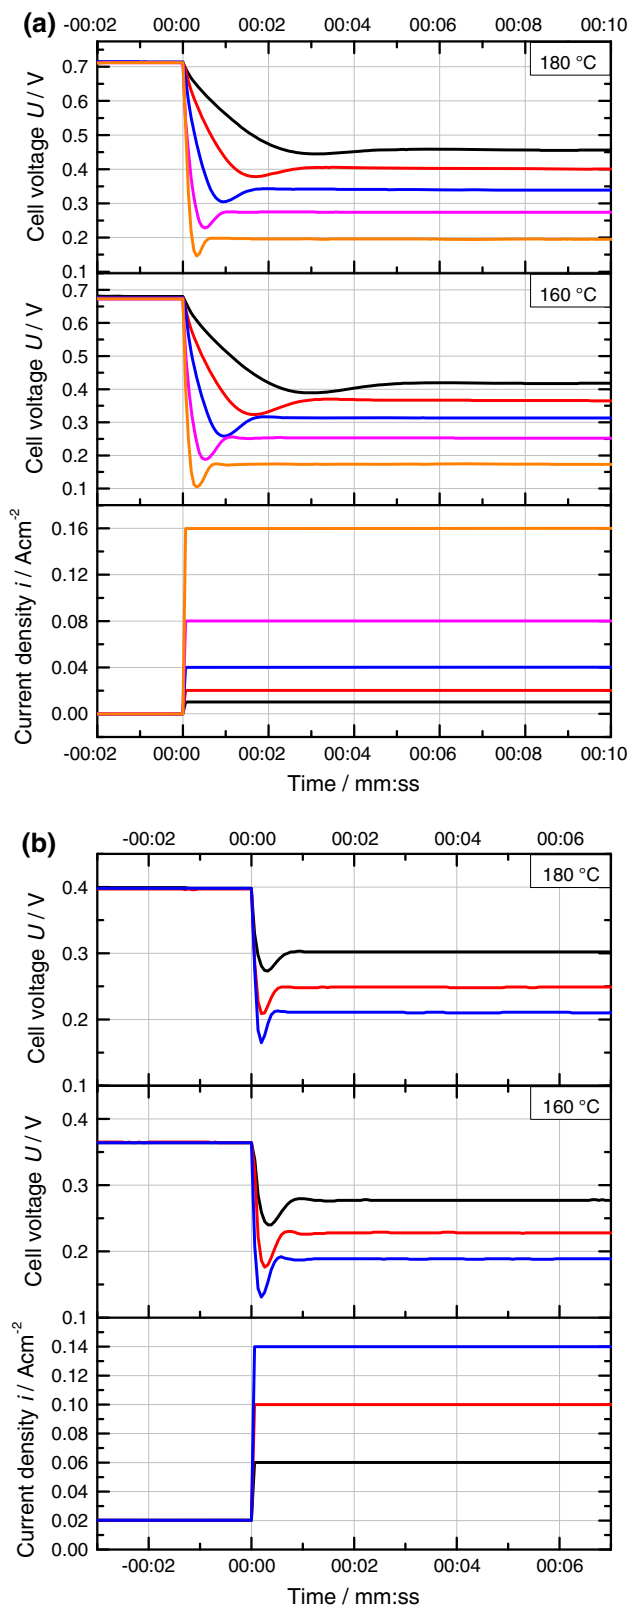 (a)
-00:02 00:00 00:02 00:04 00:06 00:08 00:10
180 °C
0.7
0.6
0.5
0.4
0.3
0.2
0.1
Cell voltage U / V
160 °C
0.7
0.6
0.5
0.4
0.3
0.2
0.1
Cell voltage U / V
0.16
0.12
0.08
0.04
0.00
Current density i / Acm-2
-00:02 00:00 00:02 00:04 00:06 00:08 00:10
Time / mm:ss
(b)
-00:02 00:00 00:02 00:04 00:06
180 °C
0.4
0.3
0.2
0.1
Cell voltage U / V
160 °C
0.4
0.3
0.2
0.1
Cell voltage U / V
0.14
0.12
0.10
0.08
0.06
0.04
0.02
0.00
Current density i / Acm-2
-00:02 00:00 00:02 00:04 00:06
Time / mm:ss